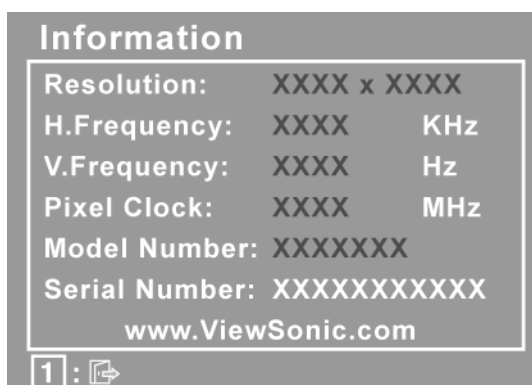 Information
Resolution: XXXX x XXXX
H.Frequency: XXXX KHz
V.Frequency: XXXX Hz
Pixel Clock: XXXX MHz
Model Number: XXXXXXX
Serial Number: XXXXXXXXXXX
www.ViewSonic.com
1 :